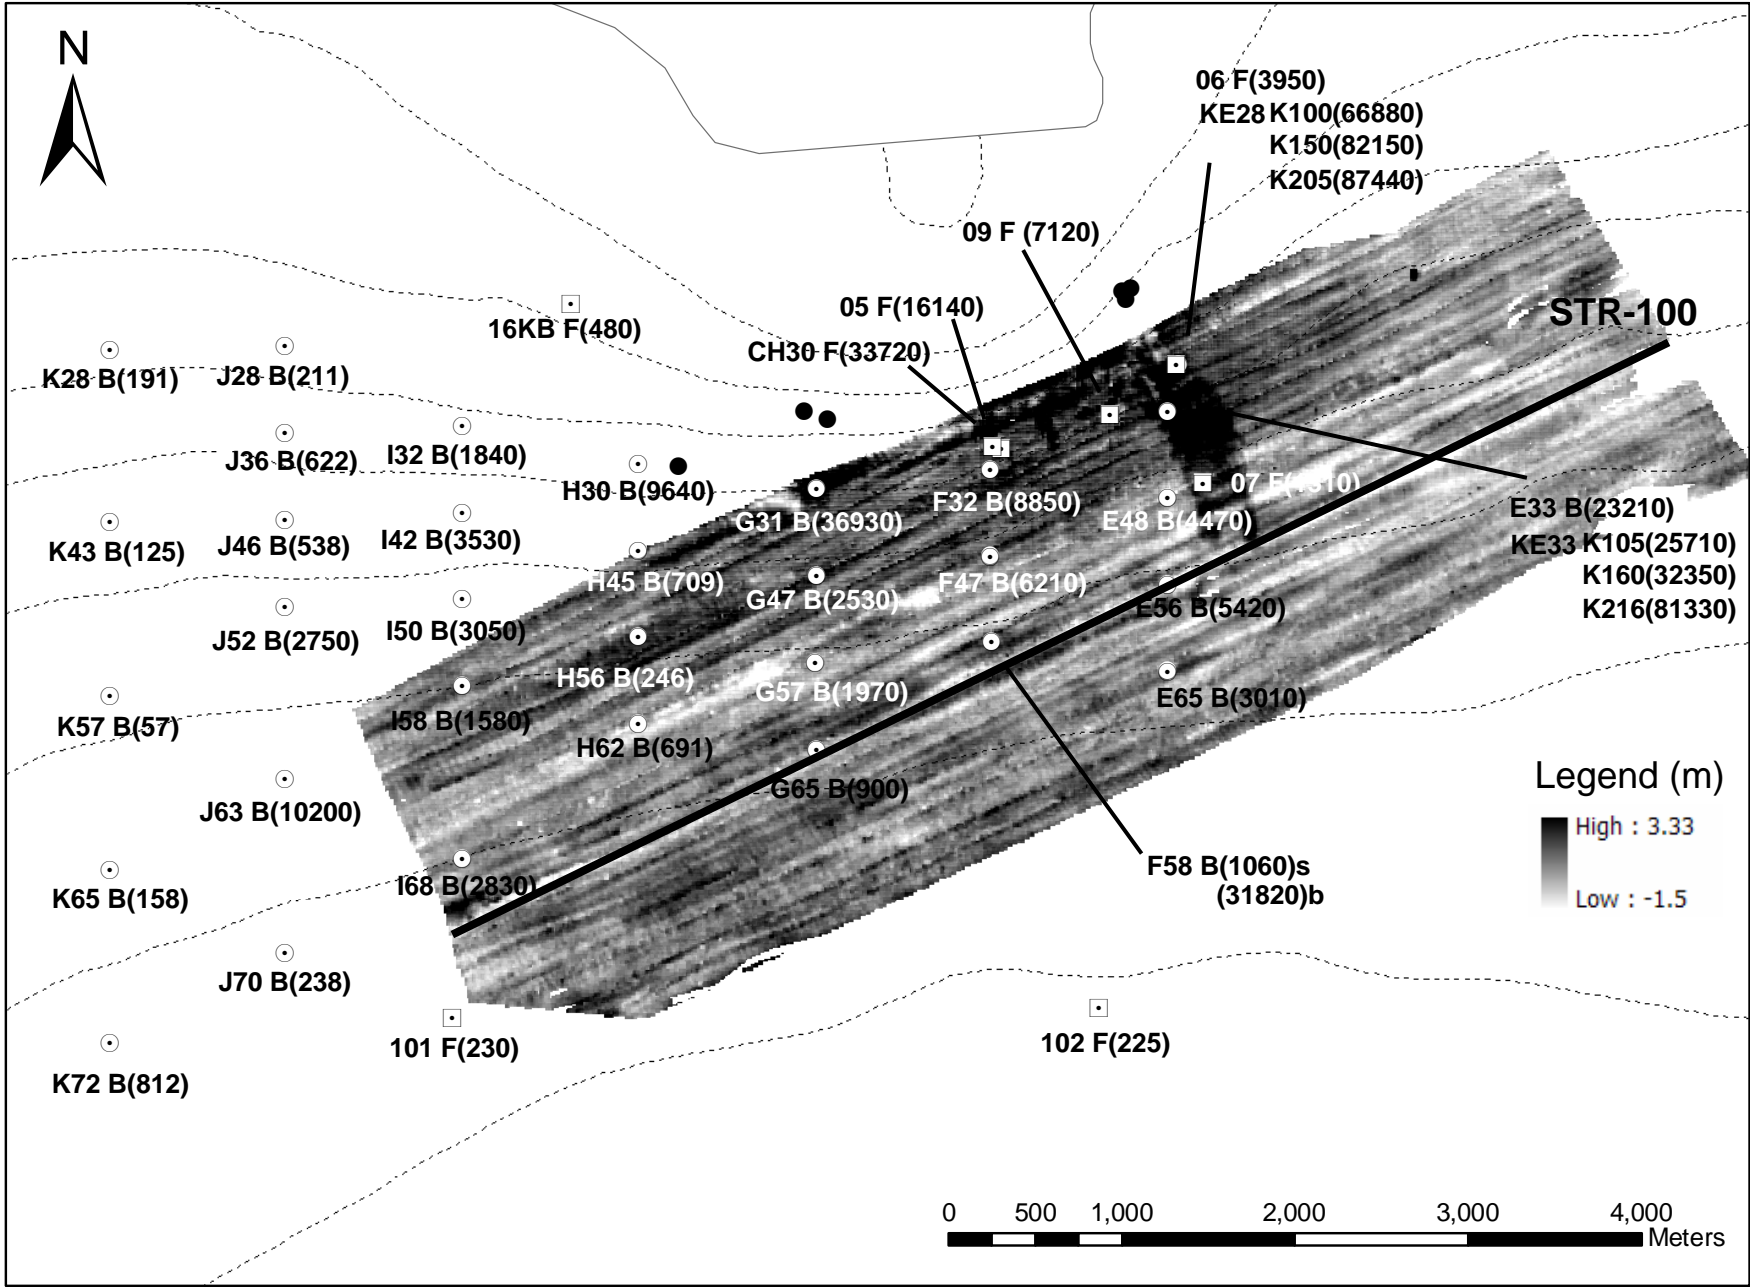 N
06 F(3950)
KE28 K100(66880)
K150(82150)
K205(87440)
09 F (7120)
05 F(16140)
CH30 F(33720)
STR-100
16KB F(480)
K28 B(191)
J28 B(211)
J36 B(622)
I32 B(1840)
H30 B(9640)
G31 B(36930)
F32 B(8850)
E48 B(4470)
E33 B(23210)
KE33 K105(25710)
K160(32350)
K216(81330)
K43 B(125)
J46 B(538)
I42 B(3530)
H45 B(709)
G47 B(2530)
F47 B(6210)
E56 B(5420)
J52 B(2750)
I50 B(3050)
H56 B(246)
G57 B(1970)
E65 B(3010)
K57 B(57)
I58 B(1580)
H62 B(691)
G65 B(900)
J63 B(10200)
Legend (m)
High : 3.33
Low : -1.5
K65 B(158)
I68 B(2830)
F58 B(1060)s
(31820)b
J70 B(238)
101 F(230)
102 F(225)
K72 B(812)
0 500 1,000 2,000 3,000 4,000
Meters